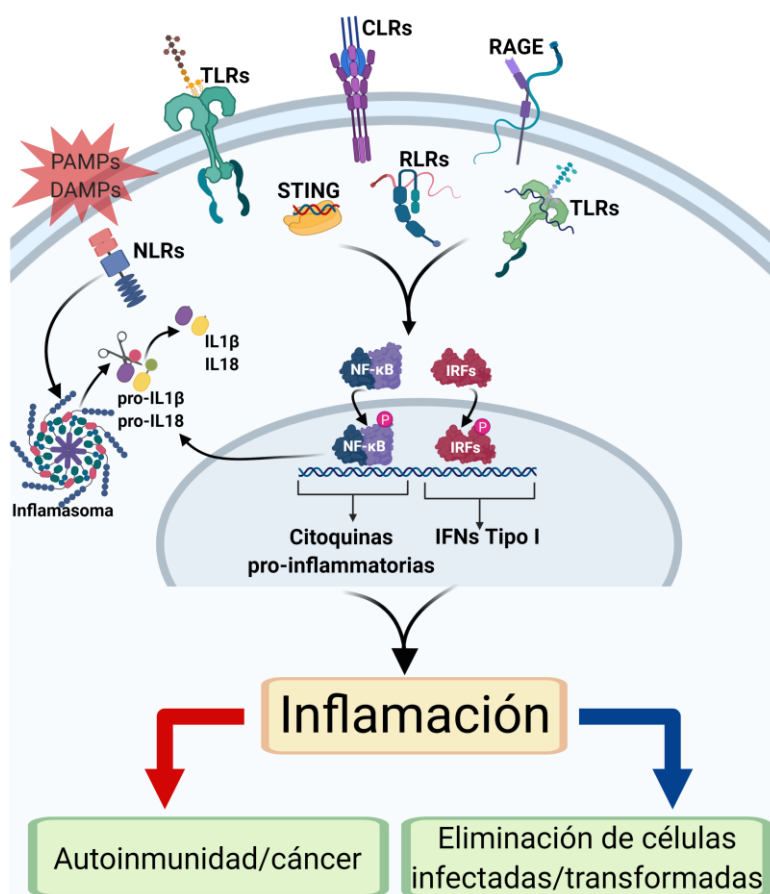 CLRs
RAGE
TLRs
PAMPs
DAMPs
RLRs
STING
TLRs
NLRs
IL1β
IL18
pro-IL1β
pro-IL18
NF-κB
IRFs
P
P
NF-κB
IRFs
Inflamasoma
Citoquinas
pro-inflammatorias
IFNs Tipo I
Inflamación
Autoinmunidad/cáncer
Eliminación de células
infectadas/transformadas